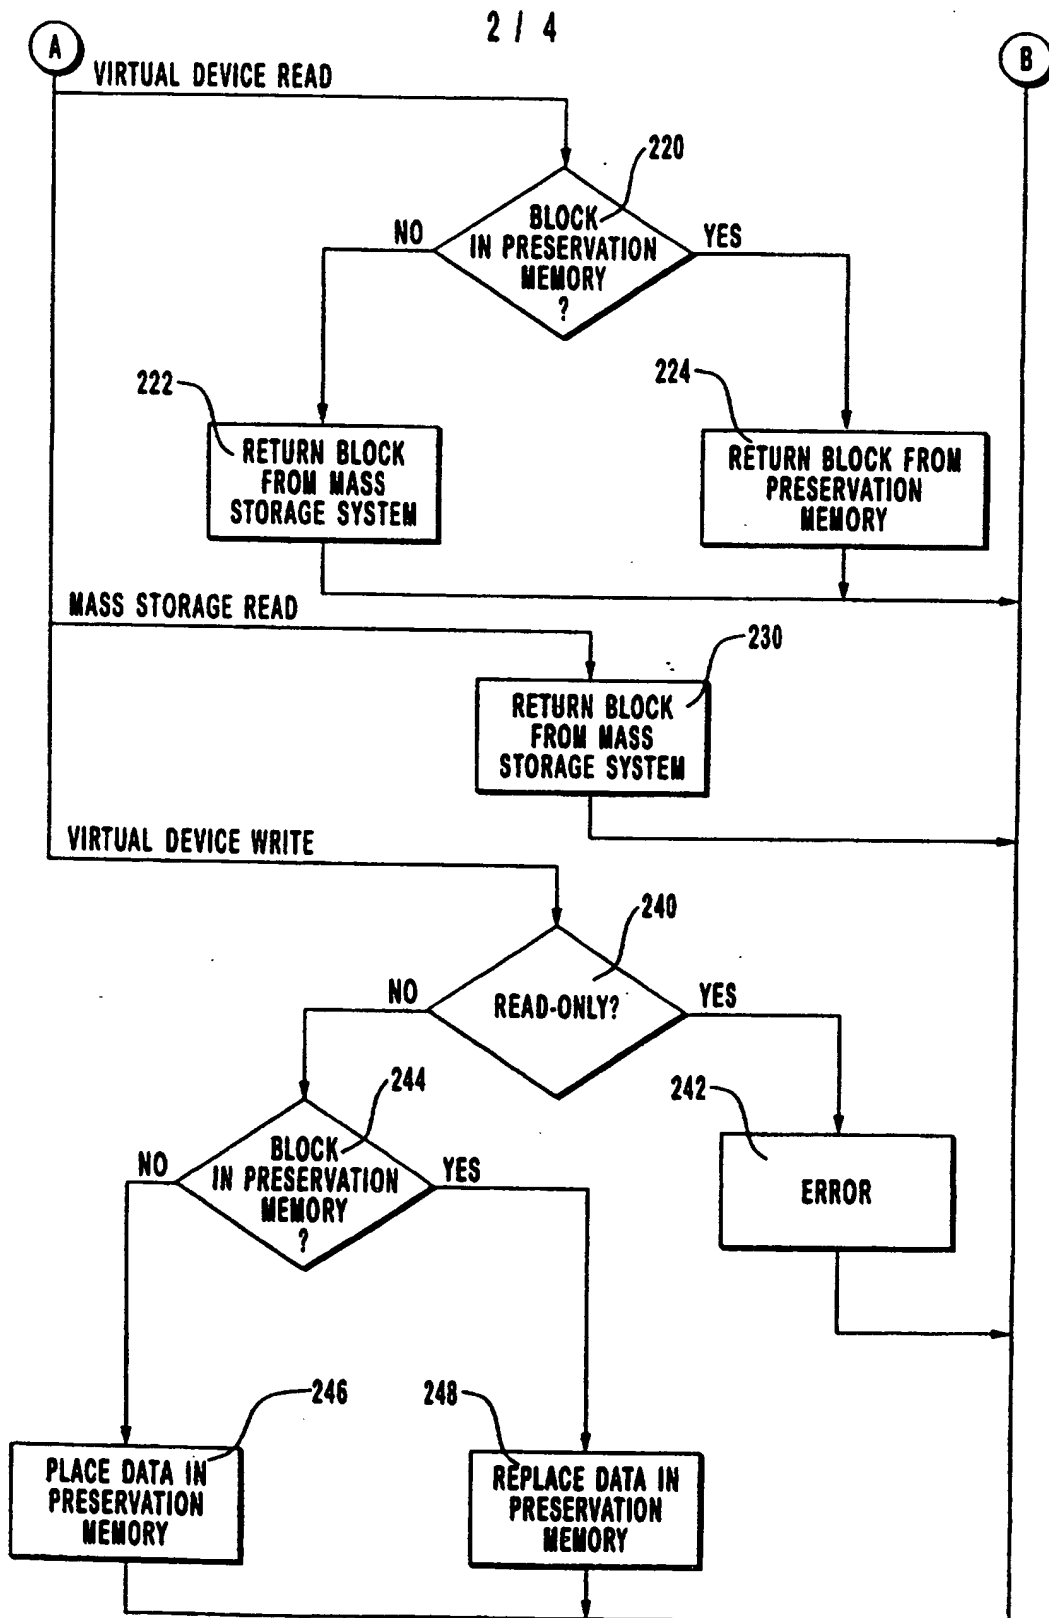 2 / 4
A
B
VIRTUAL DEVICE READ
220
BLOCK
IN PRESERVATION
MEMORY
?
NO
YES
222
RETURN BLOCK
FROM MASS
STORAGE SYSTEM
224
RETURN BLOCK FROM
PRESERVATION
MEMORY
MASS STORAGE READ
230
RETURN BLOCK
FROM MASS
STORAGE SYSTEM
VIRTUAL DEVICE WRITE
240
READ-ONLY?
NO
YES
244
BLOCK
IN PRESERVATION
MEMORY
?
NO
YES
242
ERROR
246
PLACE DATA IN
PRESERVATION
MEMORY
248
REPLACE DATA IN
PRESERVATION
MEMORY